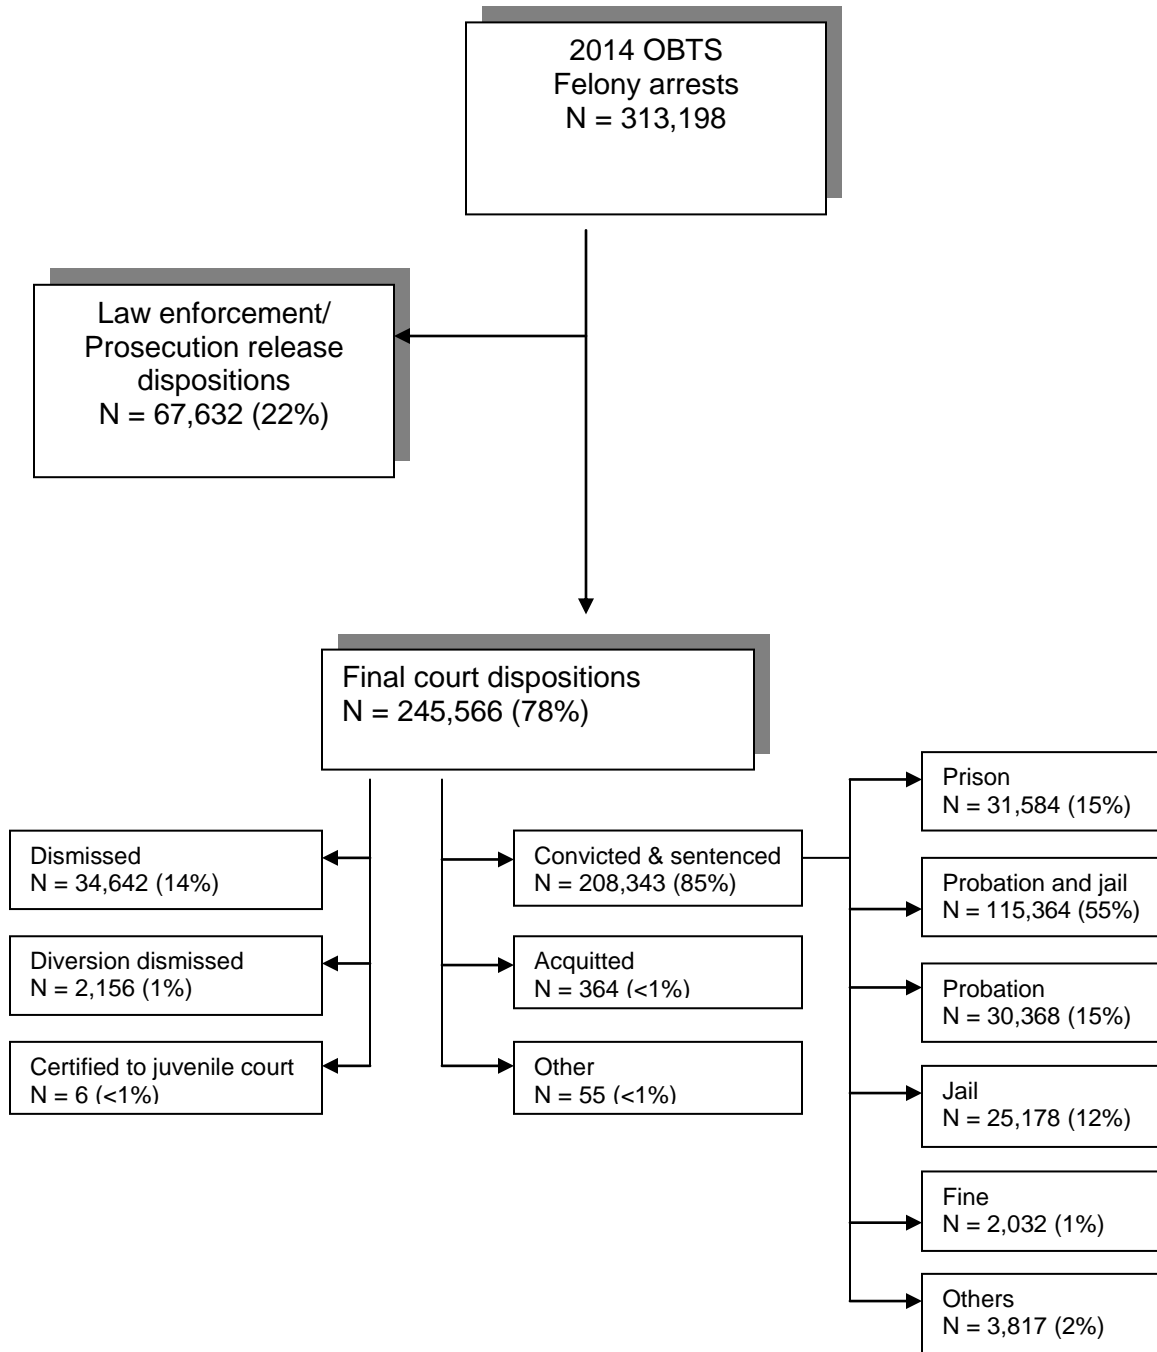 2014 OBTS
Felony arrests
N = 313,198
Law enforcement/
Prosecution release
dispositions
N = 67,632 (22%)
Final court dispositions
N = 245,566 (78%)
Dismissed
N = 34,642 (14%)
Diversion dismissed
N = 2,156 (1%)
Certified to juvenile court
N = 6 (<1%)
Convicted & sentenced
N = 208,343 (85%)
Acquitted
N = 364 (<1%)
Other
N = 55 (<1%)
Prison
N = 31,584 (15%)
Probation and jail
N = 115,364 (55%)
Probation
N = 30,368 (15%)
Jail
N = 25,178 (12%)
Fine
N = 2,032 (1%)
Others
N = 3,817 (2%)